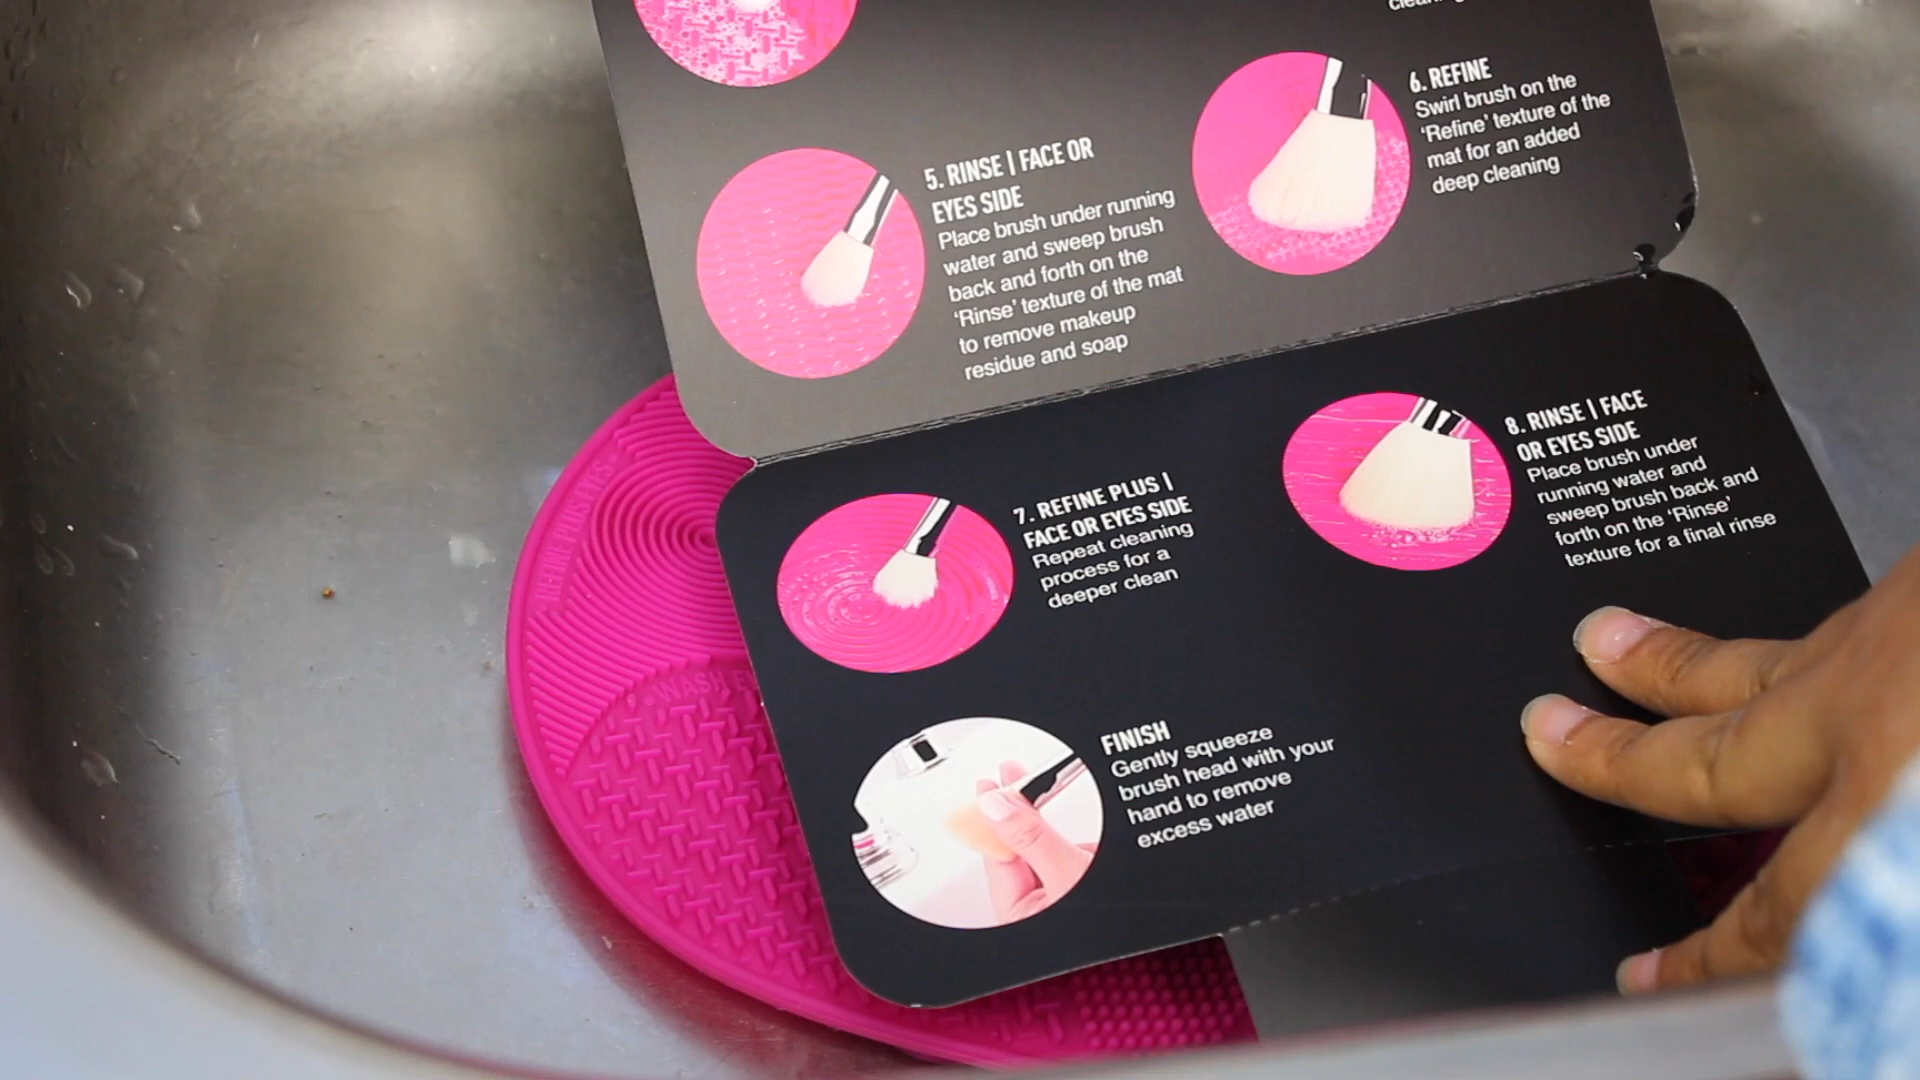 5. RINSE | FACE OR
EYES SIDE
Place brush under running
water and sweep brush
back and forth on the
‘Rinse’ texture of the mat
to remove makeup
residue and soap
6. REFINE
Swirl brush on the
‘Refine’ texture of the
mat for an added
deep cleaning
7. REFINE PLUS |
FACE OR EYES SIDE
Repeat cleaning
process for a
deeper clean
8. RINSE | FACE
OR EYES SIDE
Place brush under
running water and
sweep brush back and
forth on the ‘Rinse’
texture for a final rinse
FINISH
Gently squeeze
brush head with your
hand to remove
excess water
REFINE PLUS EYES
WASH